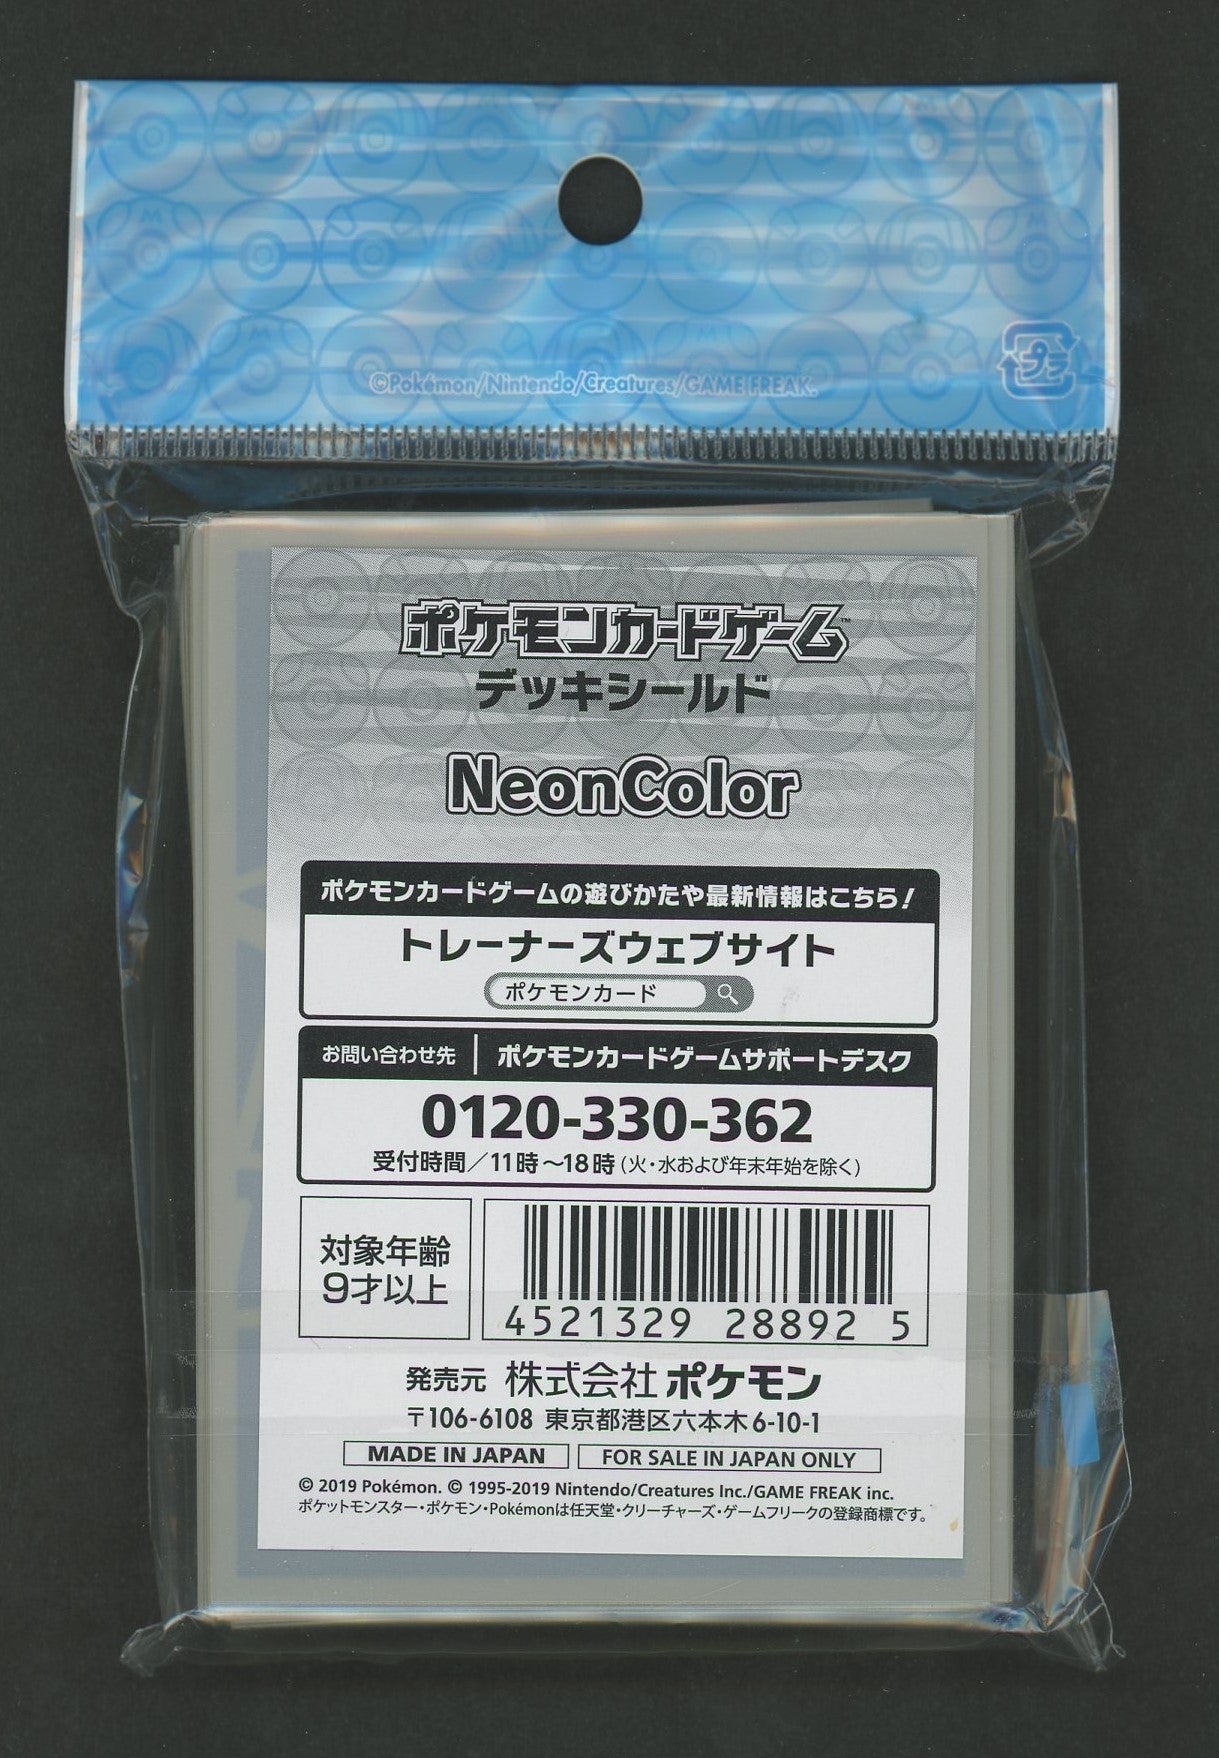 ©Pokémon/Nintendo/Creatures/GAME FREAK.
プラ
ポケモンカードゲーム™
デッキシールド
NeonColor
ポケモンカードゲームの遊びかたや最新情報はこちら!
トレーナーズウェブサイト
ポケモンカード
お問い合わせ先 | ポケモンカードゲームサポートデスク
0120-330-362
受付時間／11時～18時(火・水および年末年始を除く)
対象年齢
9才以上
4521329 28892 5
発売元 株式会社ポケモン
〒106-6108 東京都港区六本木6-10-1
MADE IN JAPAN FOR SALE IN JAPAN ONLY
© 2019 Pokémon. © 1995-2019 Nintendo/Creatures Inc./GAME FREAK inc.
ポケットモンスター・ポケモン・Pokémonは任天堂・クリーチャーズ・ゲームフリークの登録商標です。